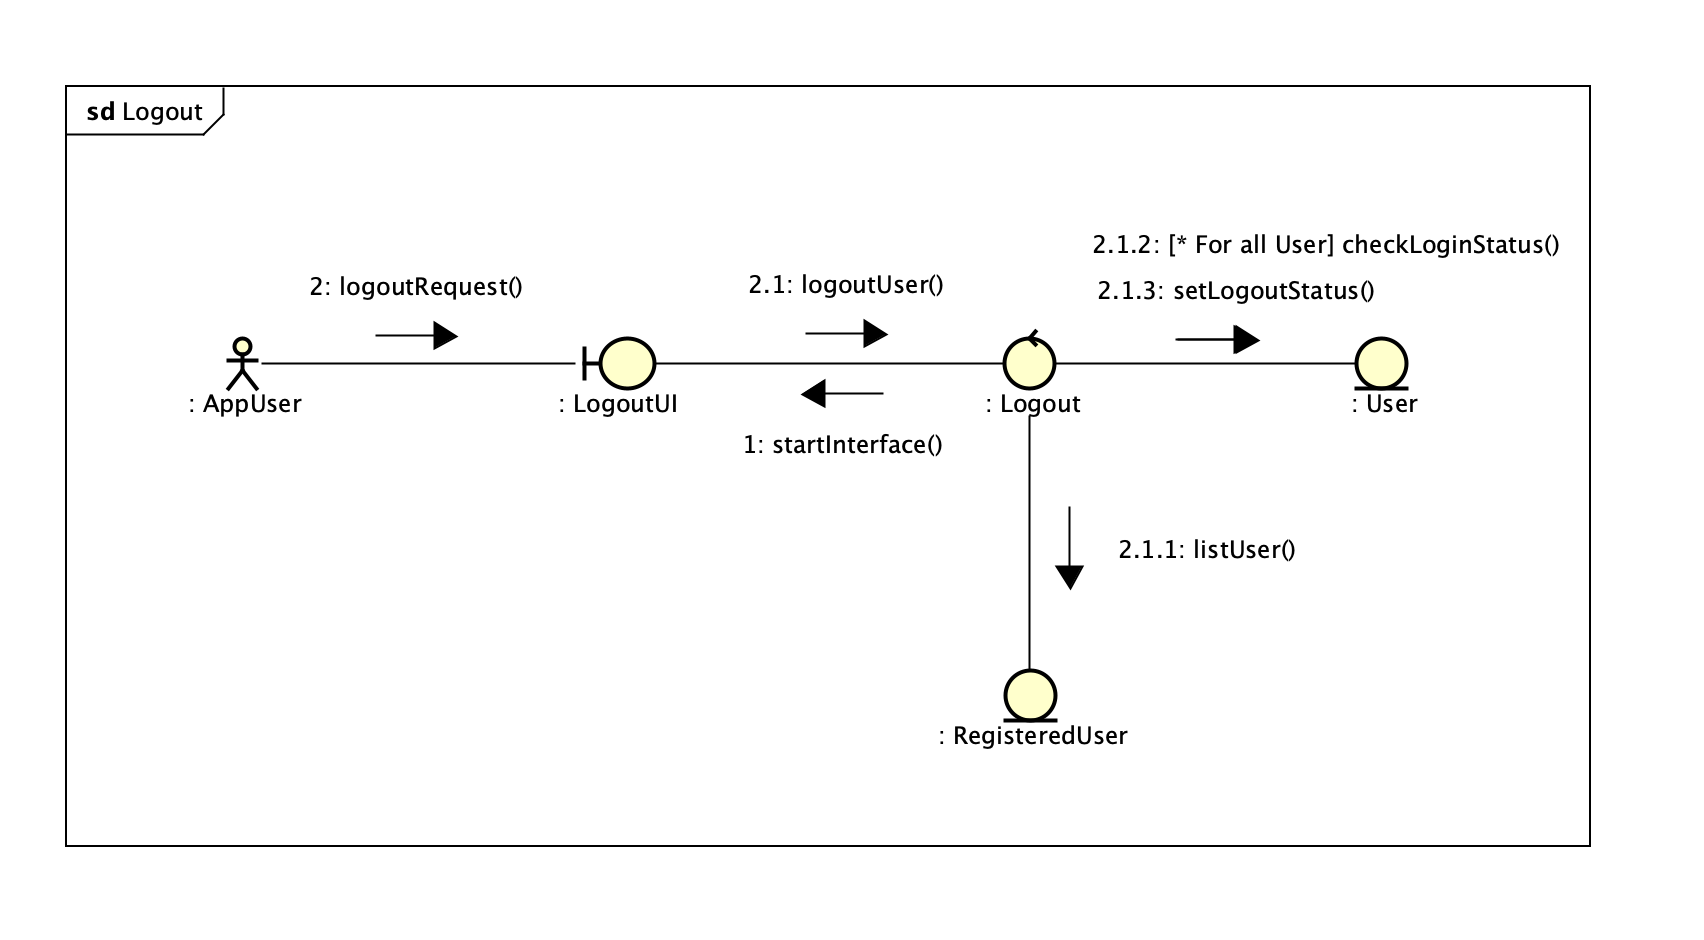 sd Logout
2.1.2: [* For all User] checkLoginStatus()
2: logoutRequest()
2.1: logoutUser()
2.1.3: setLogoutStatus()
: AppUser
: LogoutUI
: Logout
: User
1: startInterface()
2.1.1: listUser()
: RegisteredUser